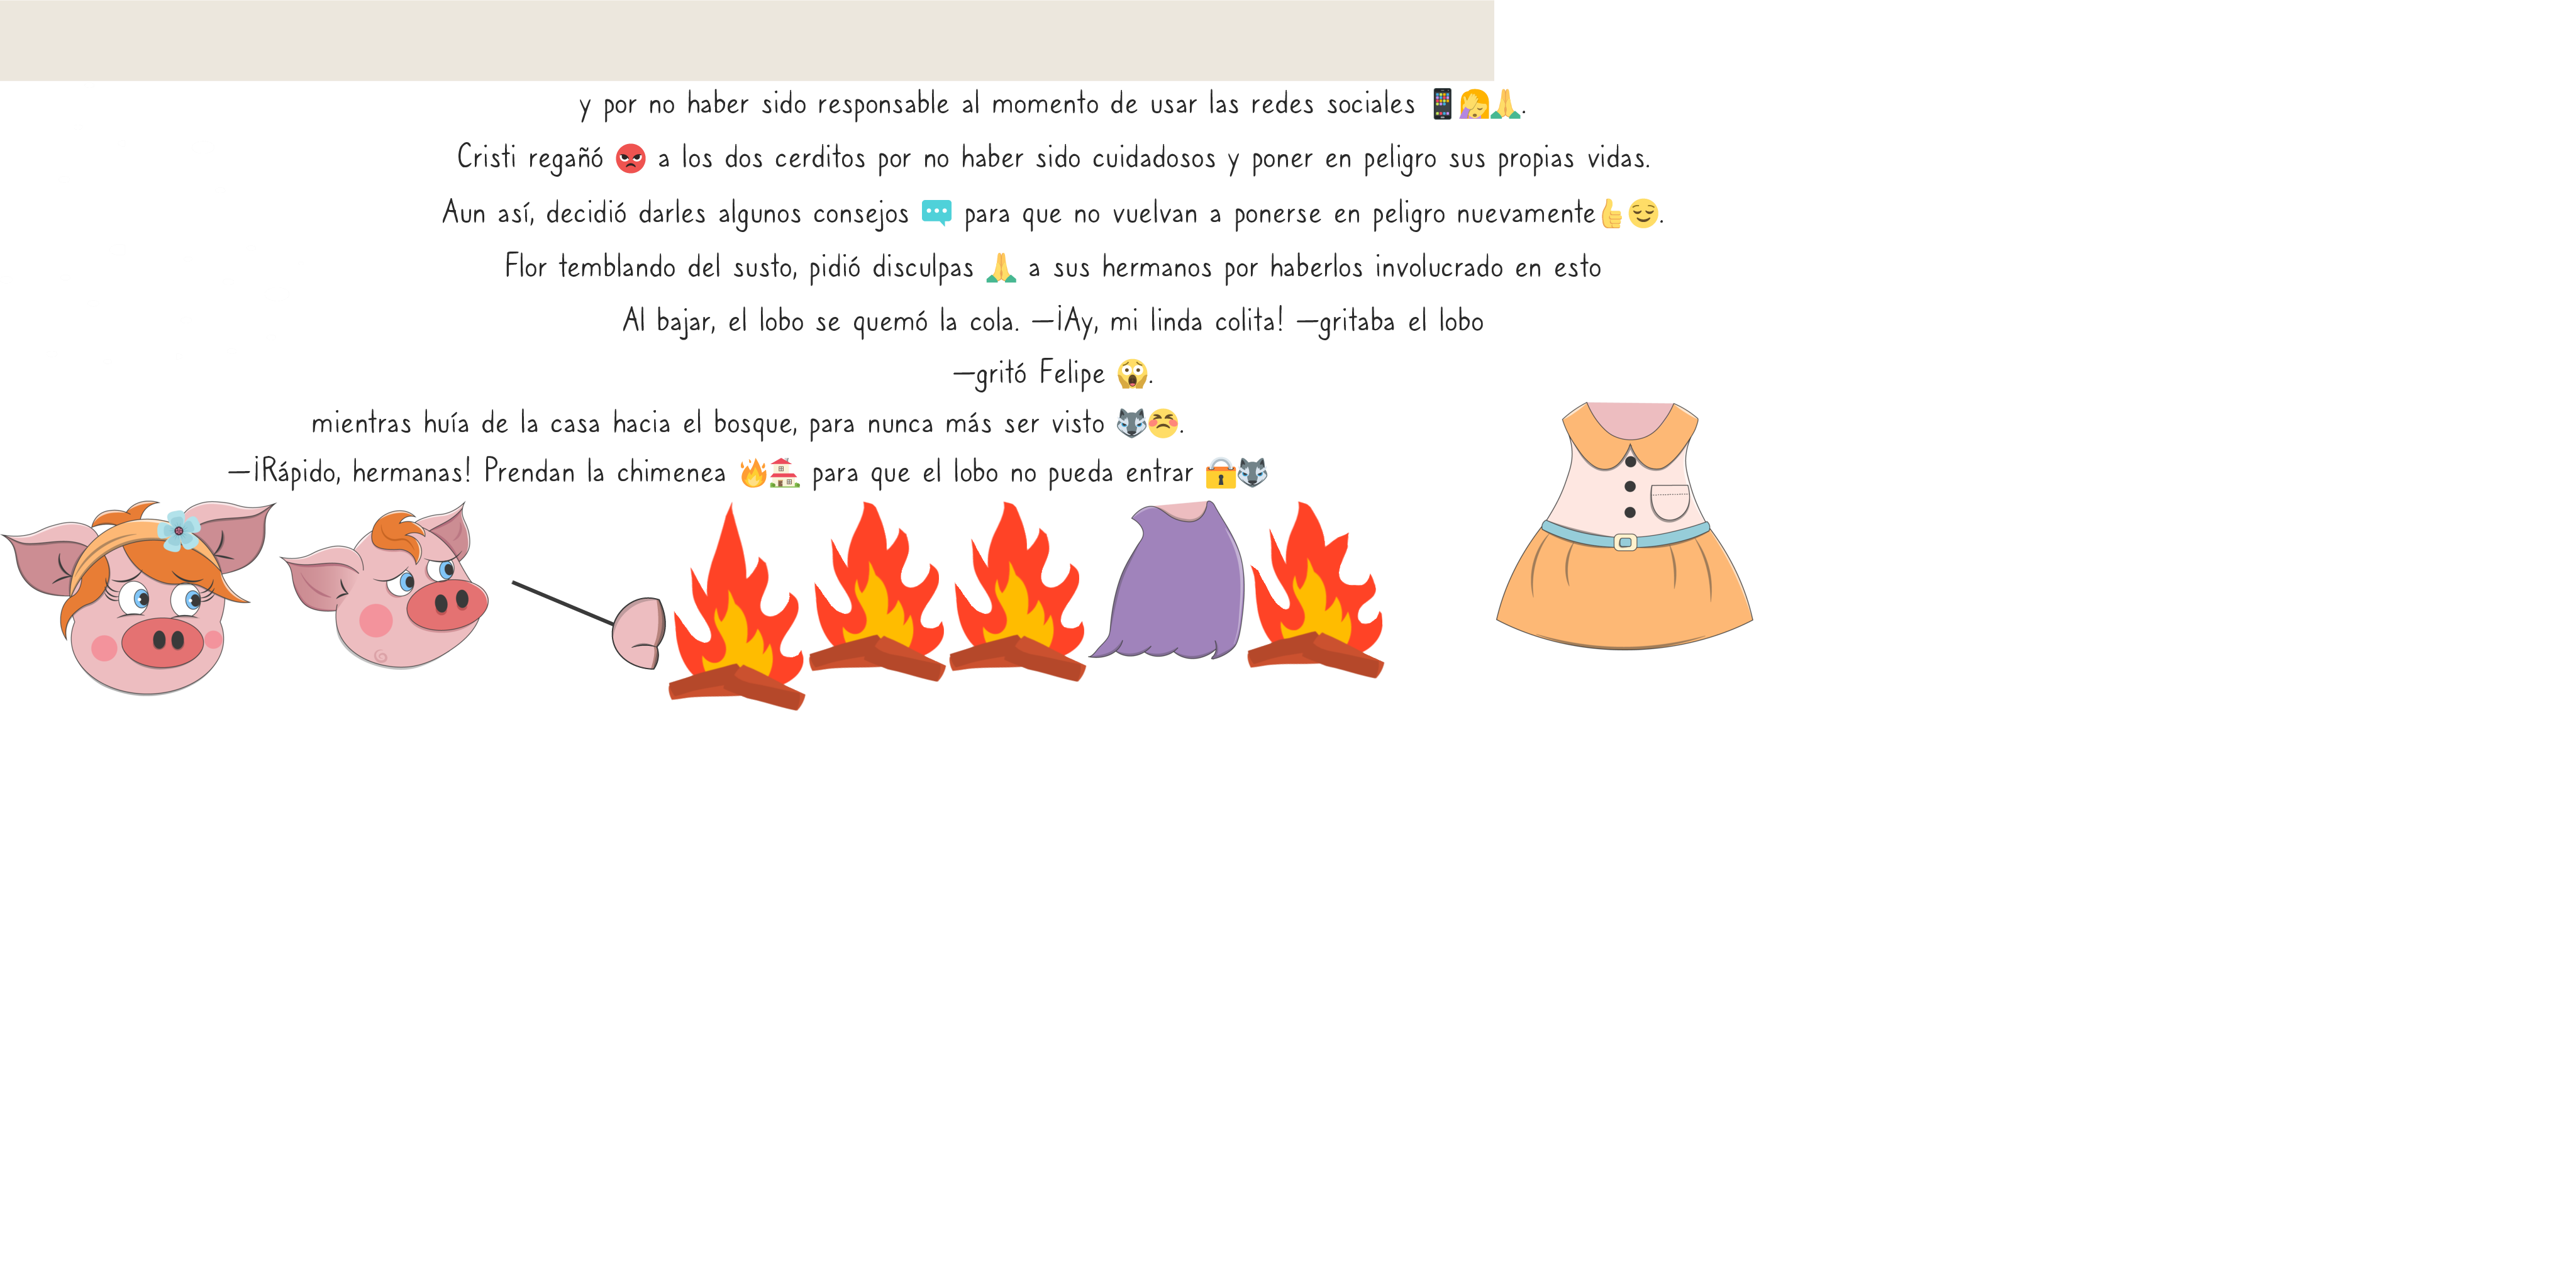 y por no haber sido responsable al momento de usar las redes sociales 📱🤦‍♀️🙏.
Cristi regañó 😡 a los dos cerditos por no haber sido cuidadosos y poner en peligro sus propias vidas.
Aun así, decidió darles algunos consejos 💬 para que no vuelvan a ponerse en peligro nuevamente👍😌.
Flor temblando del susto, pidió disculpas 🙏 a sus hermanos por haberlos involucrado en esto
Al bajar, el lobo se quemó la cola. —¡Ay, mi linda colita! —gritaba el lobo
—gritó Felipe 😱.
mientras huía de la casa hacia el bosque, para nunca más ser visto 🐺😣.
—¡Rápido, hermanas! Prendan la chimenea 🔥🏠 para que el lobo no pueda entrar 🔒🐺